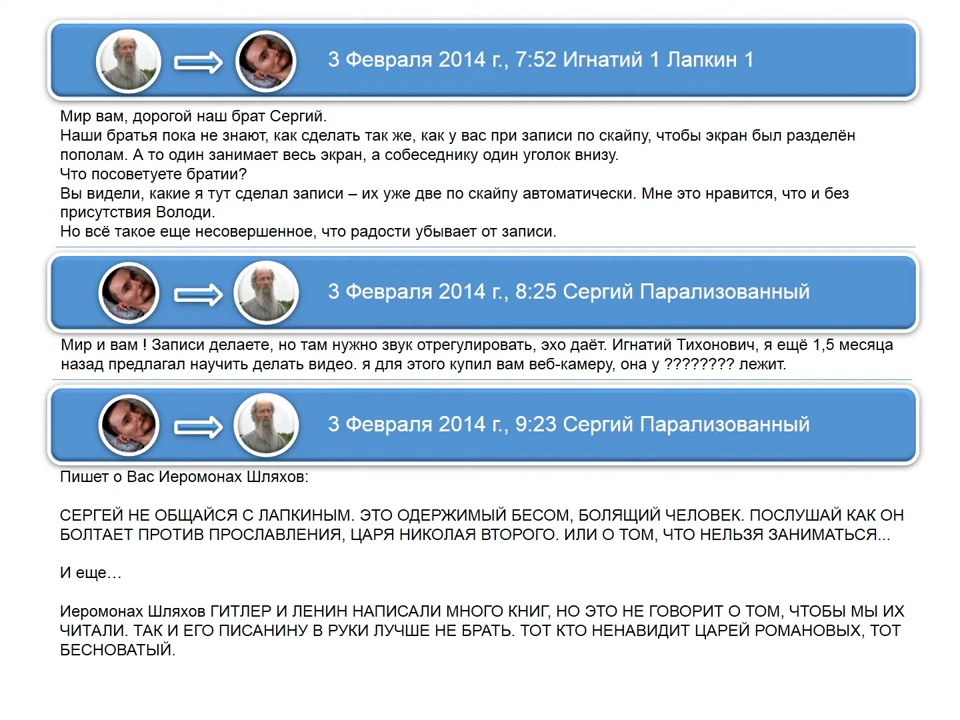 3 Февраля 2014 г., 7:52 Игнатий 1 Лапкин 1
Мир вам, дорогой наш брат Сергий.
Наши братья пока не знают, как сделать так же, как у вас при записи по скайпу, чтобы экран был разделён
пополам. А то один занимает весь экран, а собеседнику один уголок внизу.
Что посоветуете братии?
Вы видели, какие я тут сделал записи – их уже две по скайпу автоматически. Мне это нравится, что и без
присутствия Володи.
Но всё такое еще несовершенное, что радости убывает от записи.
3 Февраля 2014 г., 8:25 Сергий Парализованный
Мир и вам ! Записи делаете, но там нужно звук отрегулировать, эхо даёт. Игнатий Тихонович, я ещё 1,5 месяца
назад предлагал научить делать видео. я для этого купил вам веб-камеру, она у ???????? лежит.
3 Февраля 2014 г., 9:23 Сергий Парализованный
Пишет о Вас Иеромонах Шляхов:
СЕРГЕЙ НЕ ОБЩАЙСЯ С ЛАПКИНЫМ. ЭТО ОДЕРЖИМЫЙ БЕСОМ, БОЛЯЩИЙ ЧЕЛОВЕК. ПОСЛУШАЙ КАК ОН
БОЛТАЕТ ПРОТИВ ПРОСЛАВЛЕНИЯ, ЦАРЯ НИКОЛАЯ ВТОРОГО. ИЛИ О ТОМ, ЧТО НЕЛЬЗЯ ЗАНИМАТЬСЯ...
И еще…
Иеромонах Шляхов ГИТЛЕР И ЛЕНИН НАПИСАЛИ МНОГО КНИГ, НО ЭТО НЕ ГОВОРИТ О ТОМ, ЧТОБЫ МЫ ИХ
ЧИТАЛИ. ТАК И ЕГО ПИСАНИНУ В РУКИ ЛУЧШЕ НЕ БРАТЬ. ТОТ КТО НЕНАВИДИТ ЦАРЕЙ РОМАНОВЫХ, ТОТ
БЕСНОВАТЫЙ.